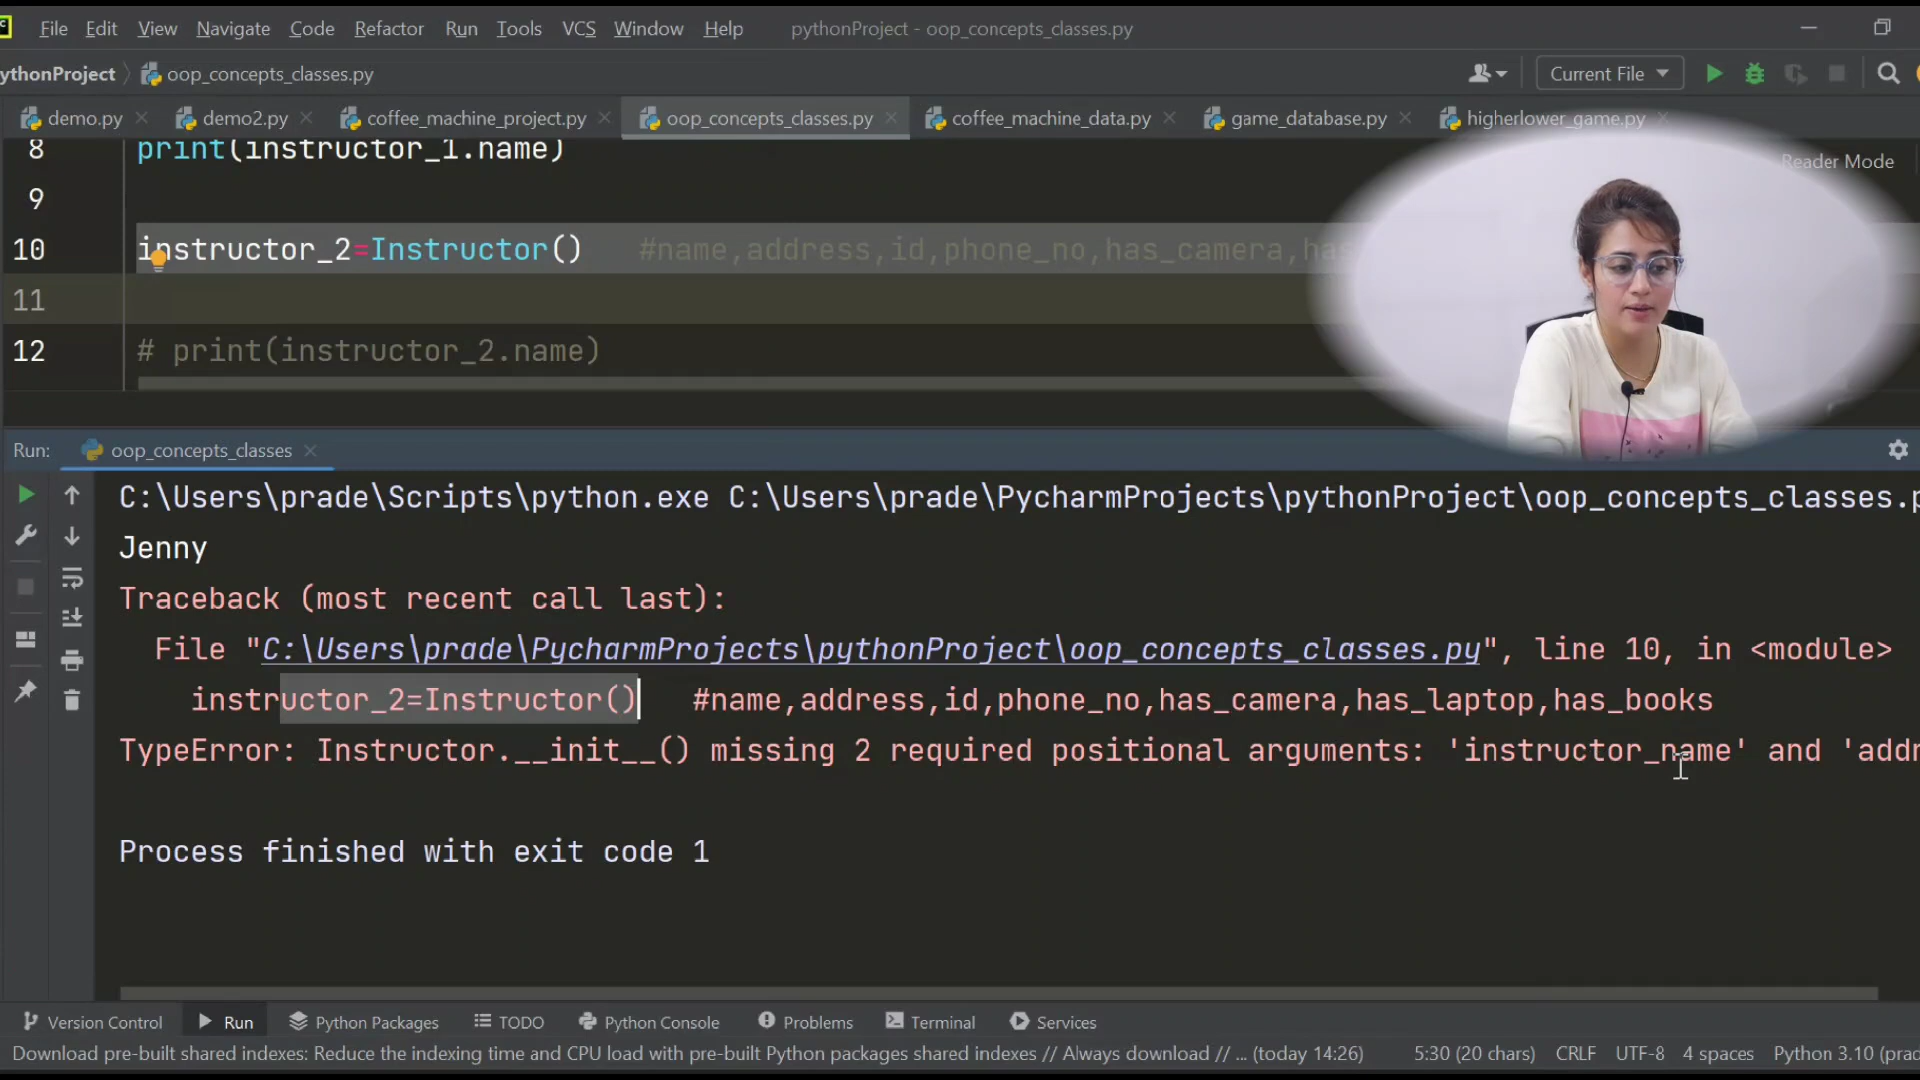 File Edit View Navigate Code Refactor Run Tools VCS Window Help pythonProject - oop_concepts_classes.py
ythonProject oop_concepts_classes.py Current File
demo.py demo2.py coffee_machine_project.py oop_concepts_classes.py coffee_machine_data.py game_database.py higherlower_game.py
8 print(instructor_1.name)
Reader Mode
9
10 instructor_2=Instructor() #name,address,id,phone_no,has_camera,has
11
12 # print(instructor_2.name)
Run: oop_concepts_classes
C:\Users\prade\Scripts\python.exe C:\Users\prade\PycharmProjects\pythonProject\oop_concepts_classes.p
Jenny
Traceback (most recent call last):
File "C:\Users\prade\PycharmProjects\pythonProject\oop_concepts_classes.py", line 10, in <module>
instructor_2=Instructor() #name,address,id,phone_no,has_camera,has_laptop,has_books
TypeError: Instructor.__init__() missing 2 required positional arguments: 'instructor_name' and 'addr
Process finished with exit code 1
Version Control Run Python Packages TODO Python Console Problems Terminal Services
Download pre-built shared indexes: Reduce the indexing time and CPU load with pre-built Python packages shared indexes // Always download // ... (today 14:26) 5:30 (20 chars) CRLF UTF-8 4 spaces Python 3.10 (prad